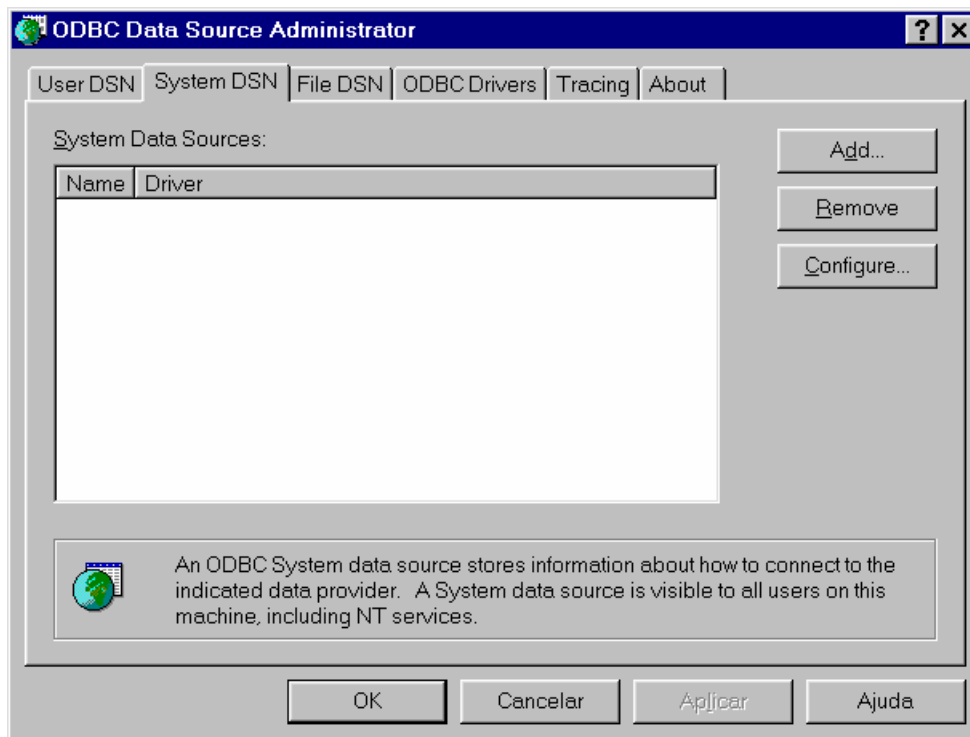 ODBC Data Source Administrator
User DSN System DSN File DSN ODBC Drivers Tracing About
System Data Sources:
Add...
Name Driver
Remove
Configure...
An ODBC System data source stores information about how to connect to the
indicated data provider. A System data source is visible to all users on this
machine, including NT services.
OK Cancelar Aplicar Ajuda